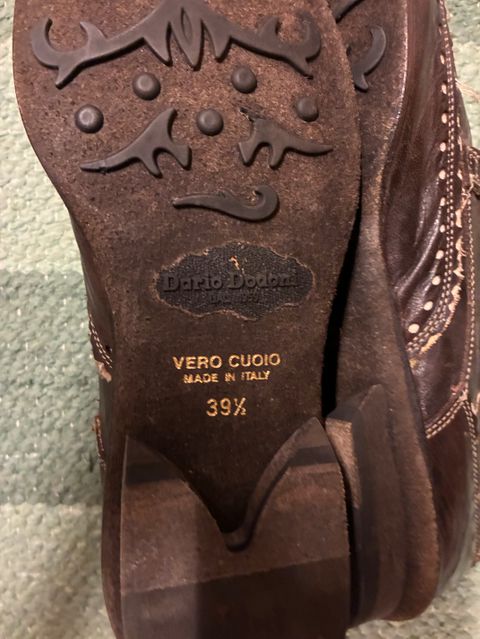 Dario Dodoni
VERO CUOIO
MADE IN ITALY
39½